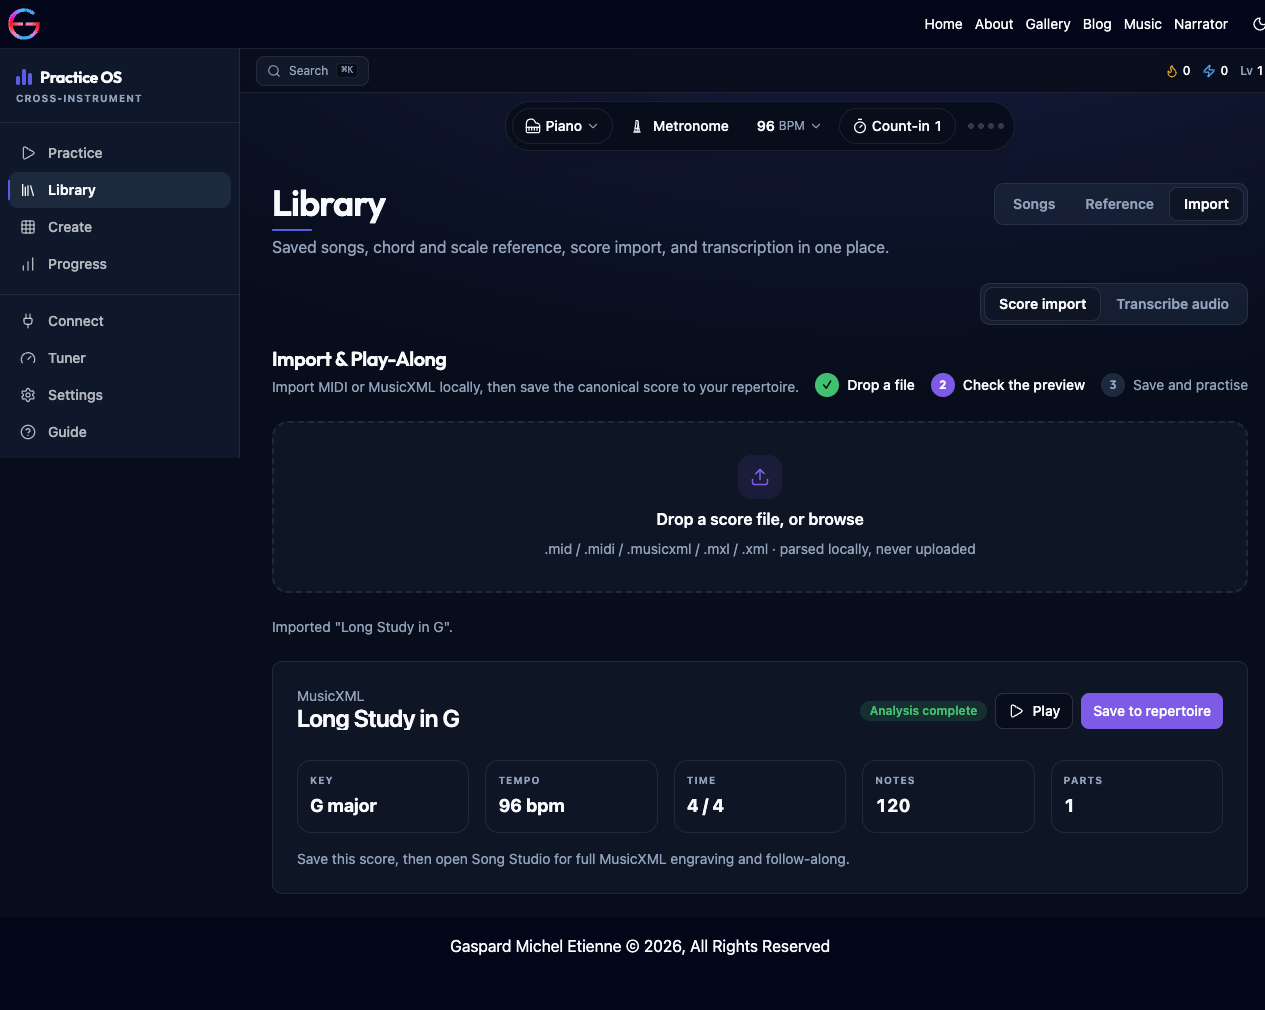 Home About Gallery Blog Music Narrator
Practice OS
CROSS-INSTRUMENT
Search ⌘K
0 0 Lv 1
Piano Metronome 96 BPM Count-in 1
Practice
Library
Create
Progress
Connect
Tuner
Settings
Guide
Library
Songs Reference Import
Saved songs, chord and scale reference, score import, and transcription in one place.
Score import Transcribe audio
Import & Play-Along
Import MIDI or MusicXML locally, then save the canonical score to your repertoire.
Drop a file 2 Check the preview 3 Save and practise
Drop a score file, or browse
.mid / .midi / .musicxml / .mxl / .xml · parsed locally, never uploaded
Imported "Long Study in G".
MusicXML
Long Study in G
Analysis complete Play Save to repertoire
KEY TEMPO TIME NOTES PARTS
G major 96 bpm 4 / 4 120 1
Save this score, then open Song Studio for full MusicXML engraving and follow-along.
Gaspard Michel Etienne © 2026, All Rights Reserved